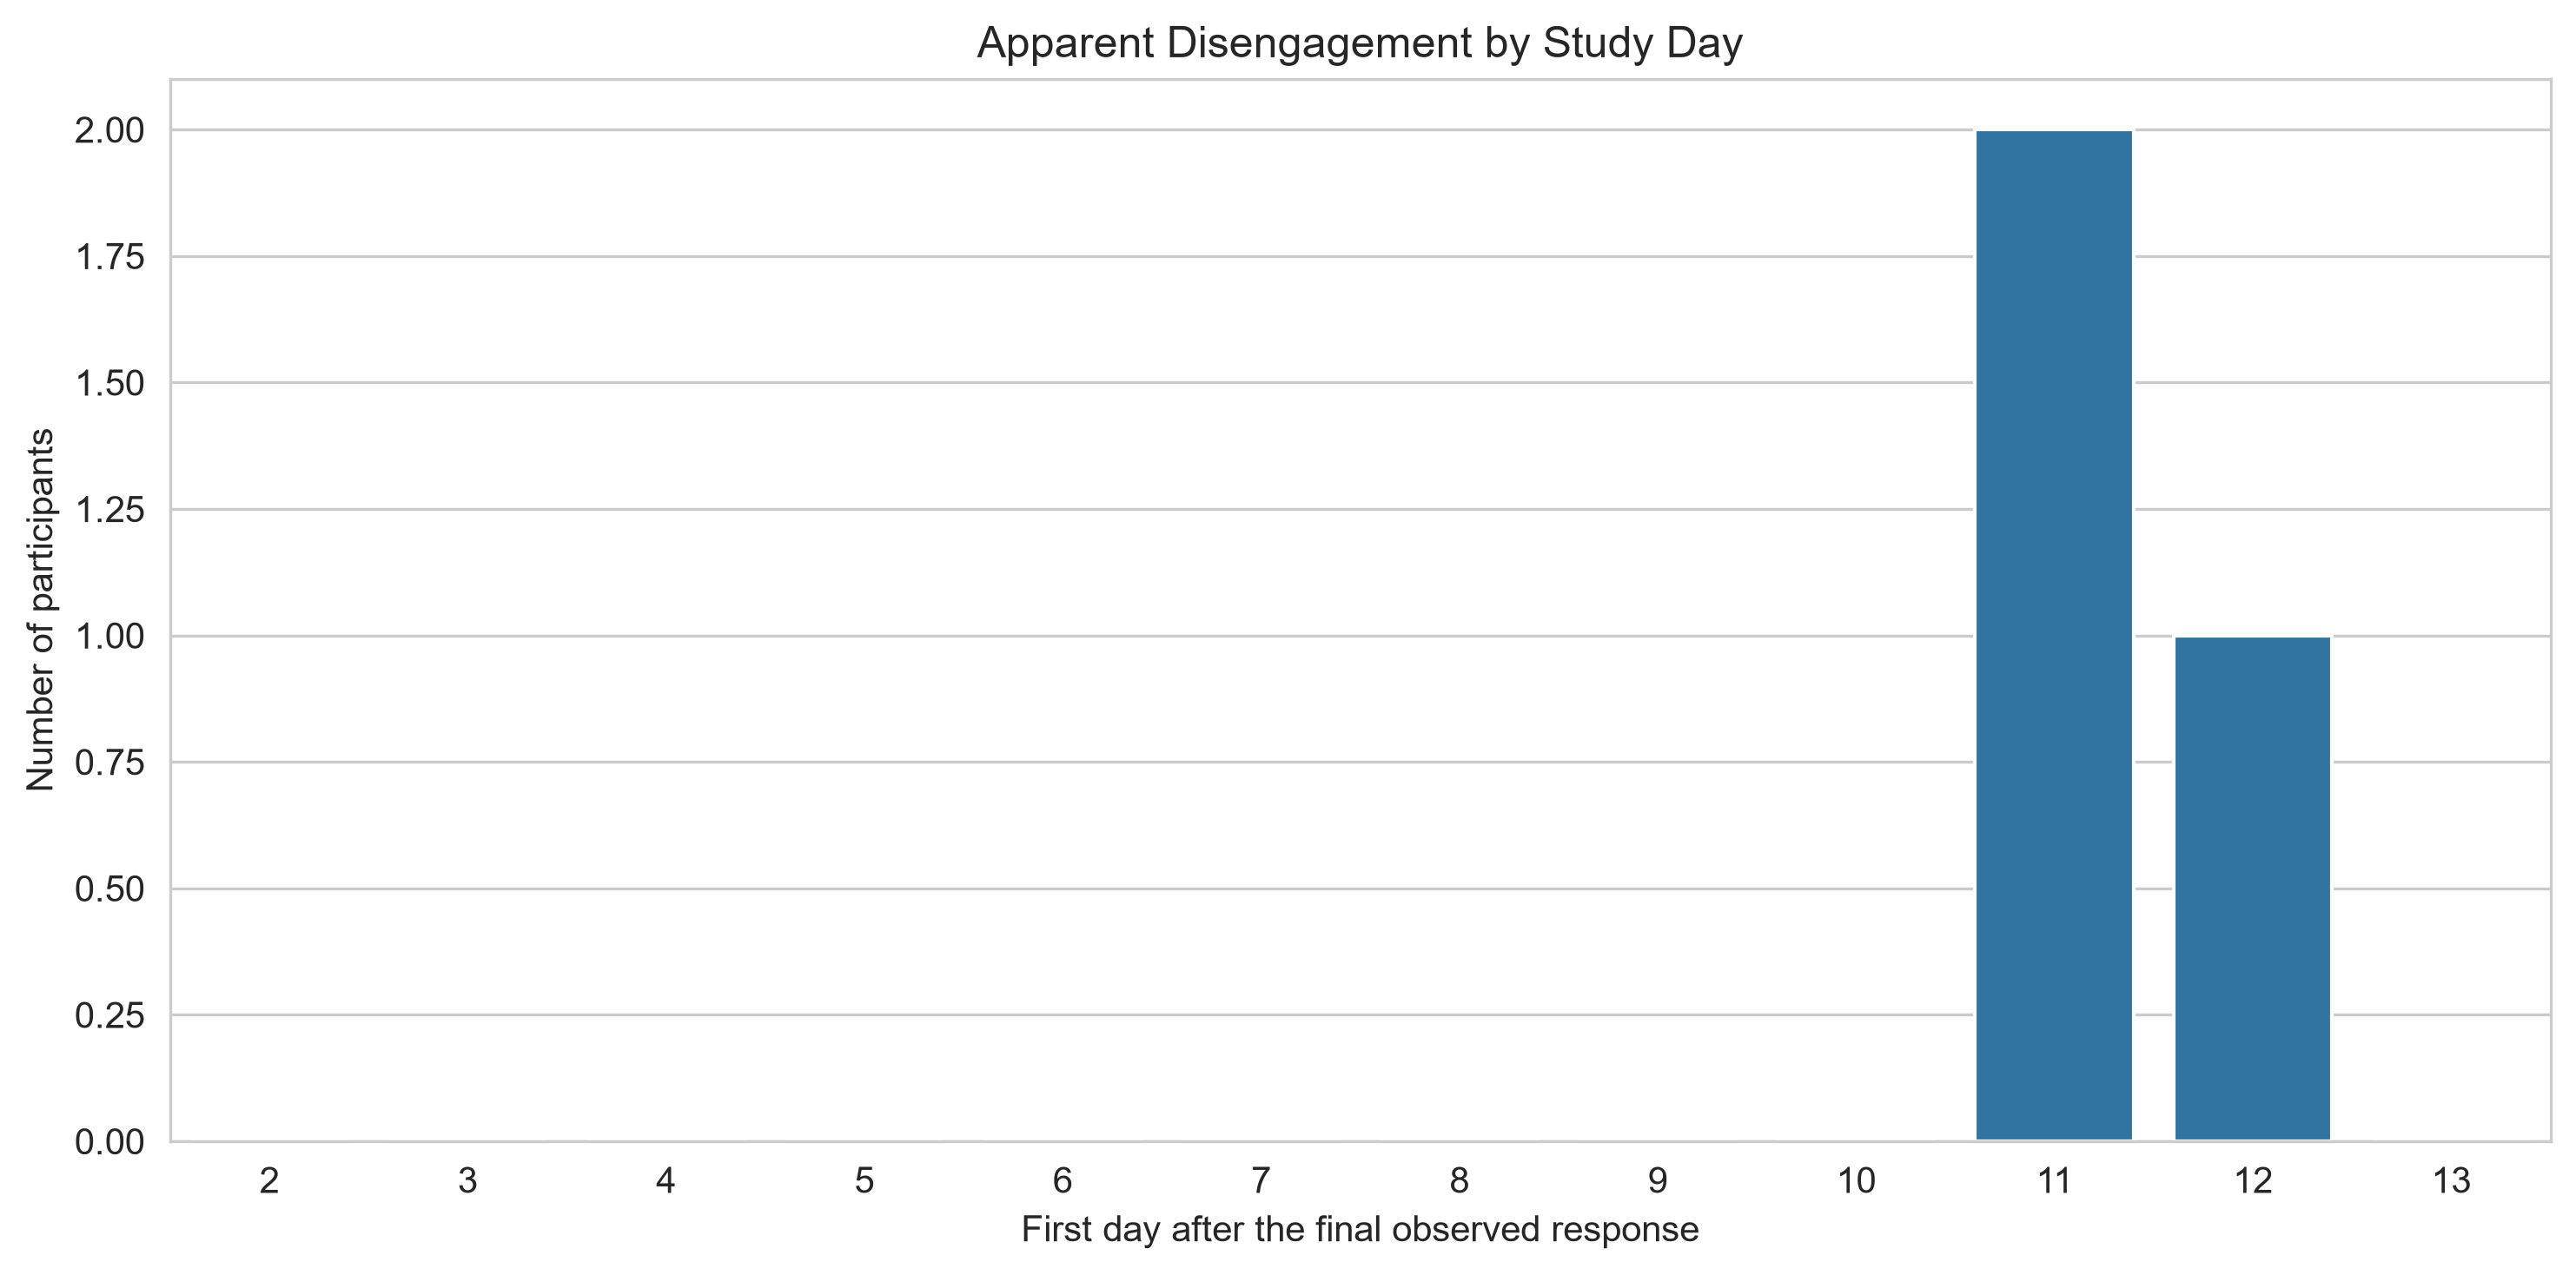 Apparent Disengagement by Study Day
Number of participants
2.00
1.75
1.50
1.25
1.00
0.75
0.50
0.25
0.00
2 3 4 5 6 7 8 9 10 11 12 13
First day after the final observed response